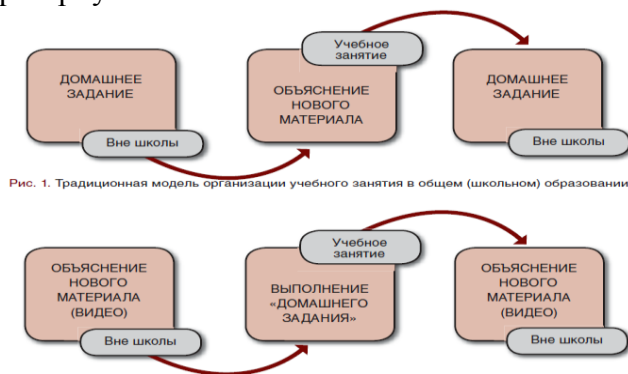 Учебное
занятие
ДОМАШНЕЕ
ЗАДАНИЕ
Вне школы
ОБЪЯСНЕНИЕ
НОВОГО
МАТЕРИАЛА
ДОМАШНЕЕ
ЗАДАНИЕ
Вне школы
Рис. 1. Традиционная модель организации учебного занятия в общем (школьном) образовании
Учебное
занятие
ОБЪЯСНЕНИЕ
НОВОГО
МАТЕРИАЛА
(ВИДЕО)
Вне школы
ВЫПОЛНЕНИЕ
«ДОМАШНЕГО
ЗАДАНИЯ»
ОБЪЯСНЕНИЕ
НОВОГО
МАТЕРИАЛА
(ВИДЕО)
Вне школы